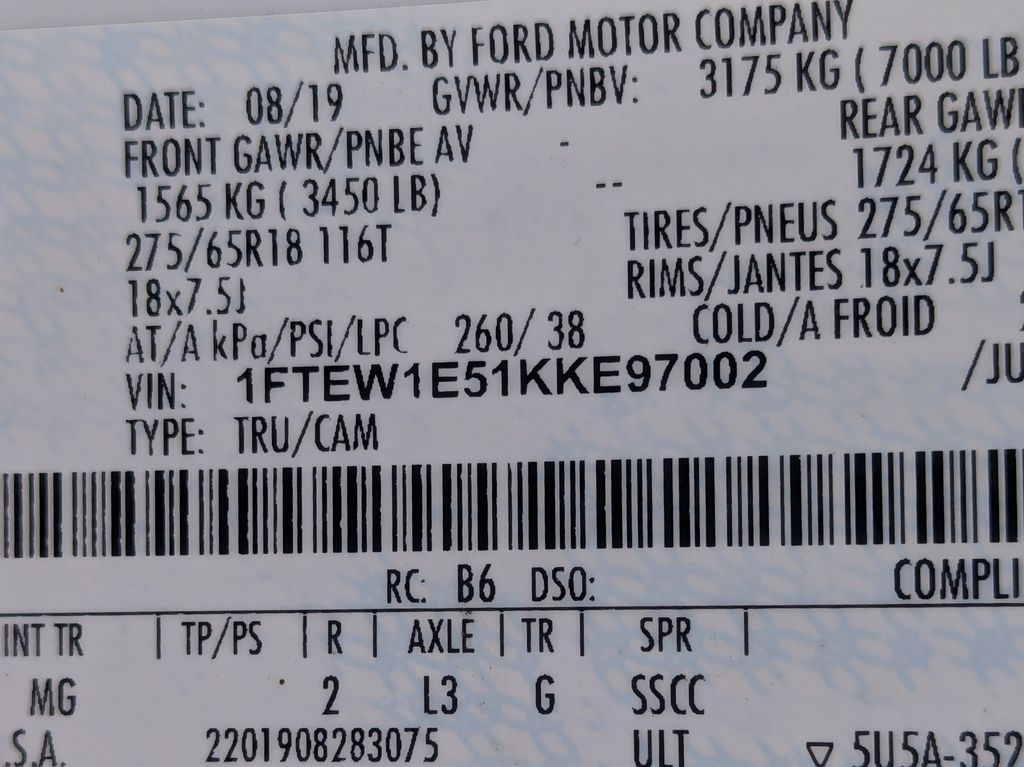 MFD. BY FORD MOTOR COMPANY
DATE: 08/19 GVWR/PNBV: 3175 KG ( 7000 LB
FRONT GAWR/PNBE AV - REAR GAWR
1565 KG ( 3450 LB) -- 1724 KG (
275/65R18 116T TIRES/PNEUS 275/65R1
18x7.5J RIMS/JANTES 18x7.5J
AT/A kPa/PSI/LPC 260/ 38 COLD/A FROID
VIN: 1FTEW1E51KKE97002 /JU
TYPE: TRU/CAM
RC: B6 DSO: COMPLI
INT TR | TP/PS | R | AXLE | TR | SPR |
MG 2 L3 G SSCC
.S.A. 2201908283075 ULT ▽ 5U5A-352